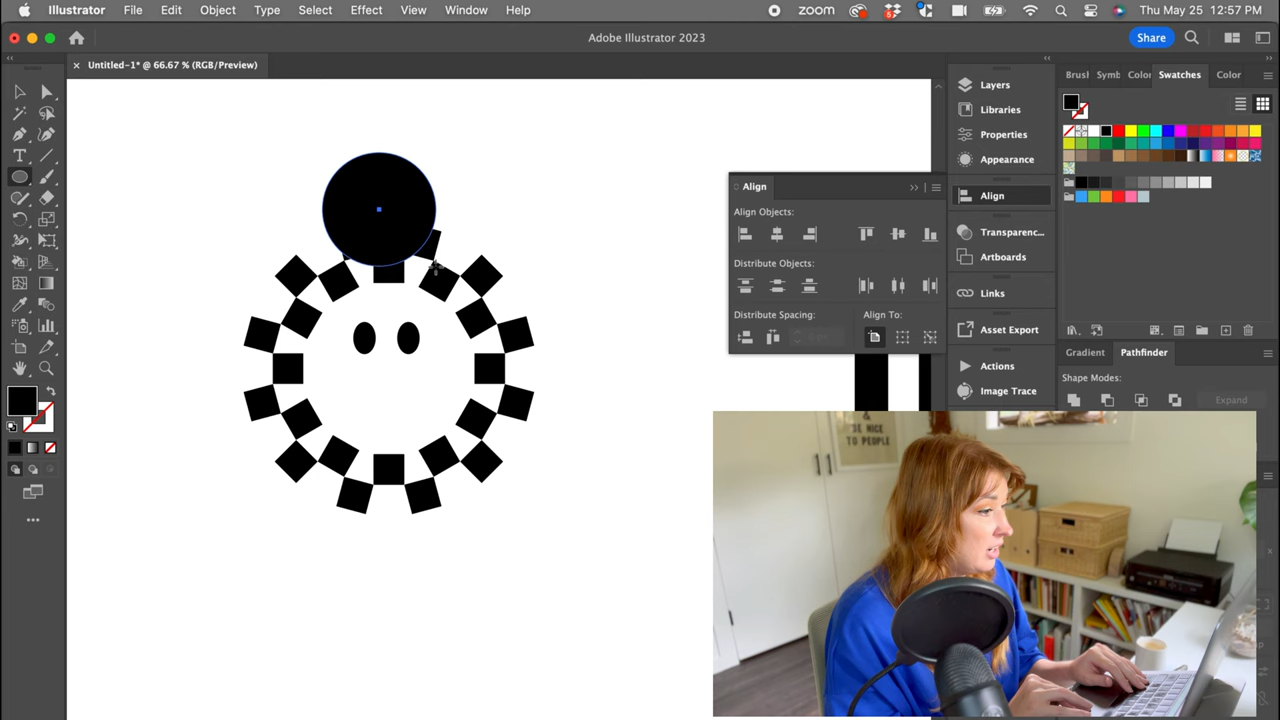 Illustrator File Edit Object Type Select Effect View Window Help zoom 5 Thu May 25 12:57 PM
Adobe Illustrator 2023
Share
× Untitled-1* @ 66.67 % (RGB/Preview)
Layers
Libraries
Properties
Appearance
Align
Transparenc...
Artboards
Links
Asset Export
Actions
Image Trace
Brusl Symb Color Swatches Color
Align
Align Objects:
Distribute Objects:
Distribute Spacing:
Align To:
Gradient Pathfinder
Shape Modes:
Expand
& BE NICE
TO PEOPLE